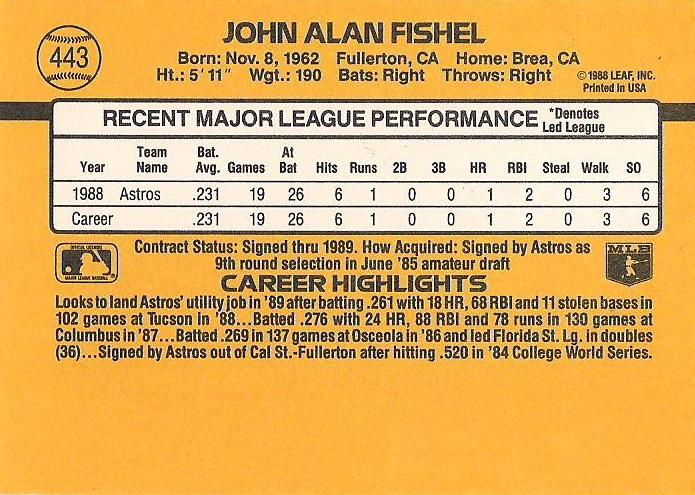 443
JOHN ALAN FISHEL
Born: Nov. 8, 1962 Fullerton, CA Home: Brea, CA
Ht.: 5' 11" Wgt.: 190 Bats: Right Throws: Right
© 1988 LEAF, INC.
Printed in USA
RECENT MAJOR LEAGUE PERFORMANCE *Denotes
Led League
Year Team Name Bat. Avg. Games At Bat Hits Runs 2B 3B HR RBI Steal Walk SO
1988 Astros .231 19 26 6 1 0 0 1 2 0 3 6
Career .231 19 26 6 1 0 0 1 2 0 3 6
OFFICIAL LICENSEE
MAJOR LEAGUE BASEBALL
Contract Status: Signed thru 1989. How Acquired: Signed by Astros as
9th round selection in June '85 amateur draft
MLB
CAREER HIGHLIGHTS
Looks to land Astros' utility job in '89 after batting .261 with 18 HR, 68 RBI and 11 stolen bases in
102 games at Tucson in '88...Batted .276 with 24 HR, 88 RBI and 78 runs in 130 games at
Columbus in '87...Batted .269 in 137 games at Osceola in '86 and led Florida St. Lg. in doubles
(36)...Signed by Astros out of Cal St.-Fullerton after hitting .520 in '84 College World Series.